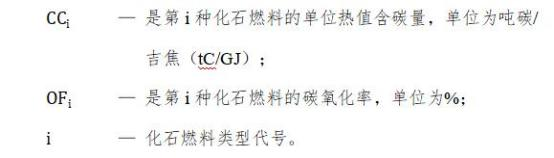 CCi — 是第 i 种化石燃料的单位热值含碳量，单位为吨碳/
吉焦（tC/GJ）；
OFi — 是第 i 种化石燃料的碳氧化率，单位为%；
i — 化石燃料类型代号。